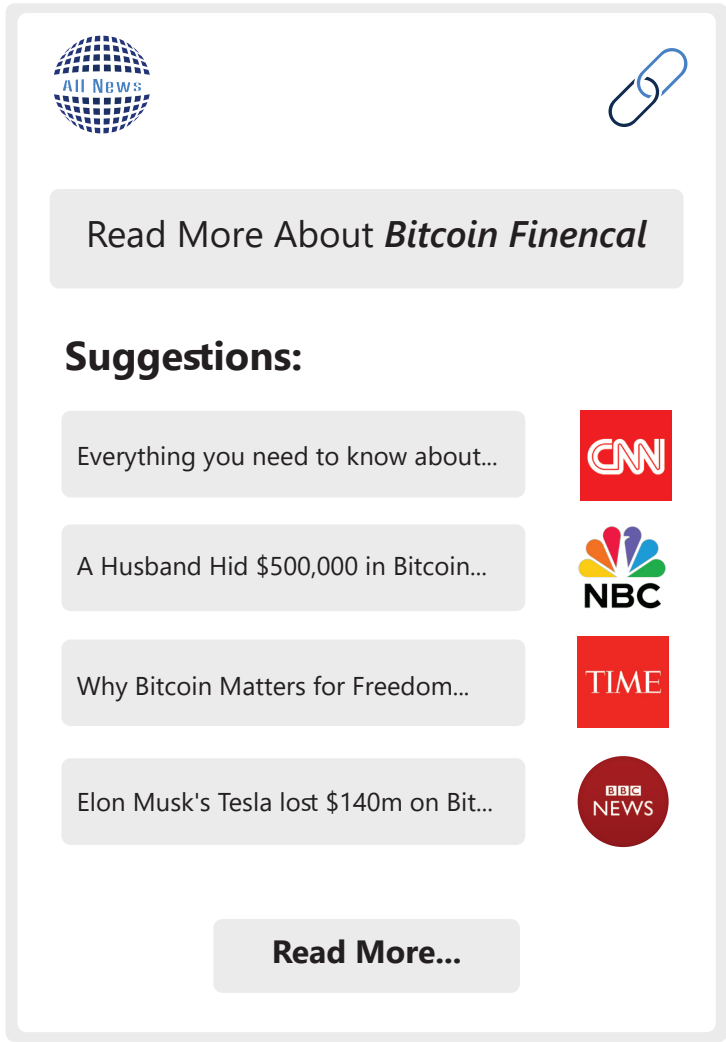 All News
Read More About Bitcoin Finencal
Suggestions:
Everything you need to know about...
CNN
A Husband Hid $500,000 in Bitcoin...
NBC
Why Bitcoin Matters for Freedom...
TIME
Elon Musk's Tesla lost $140m on Bit...
BBC
NEWS
Read More...